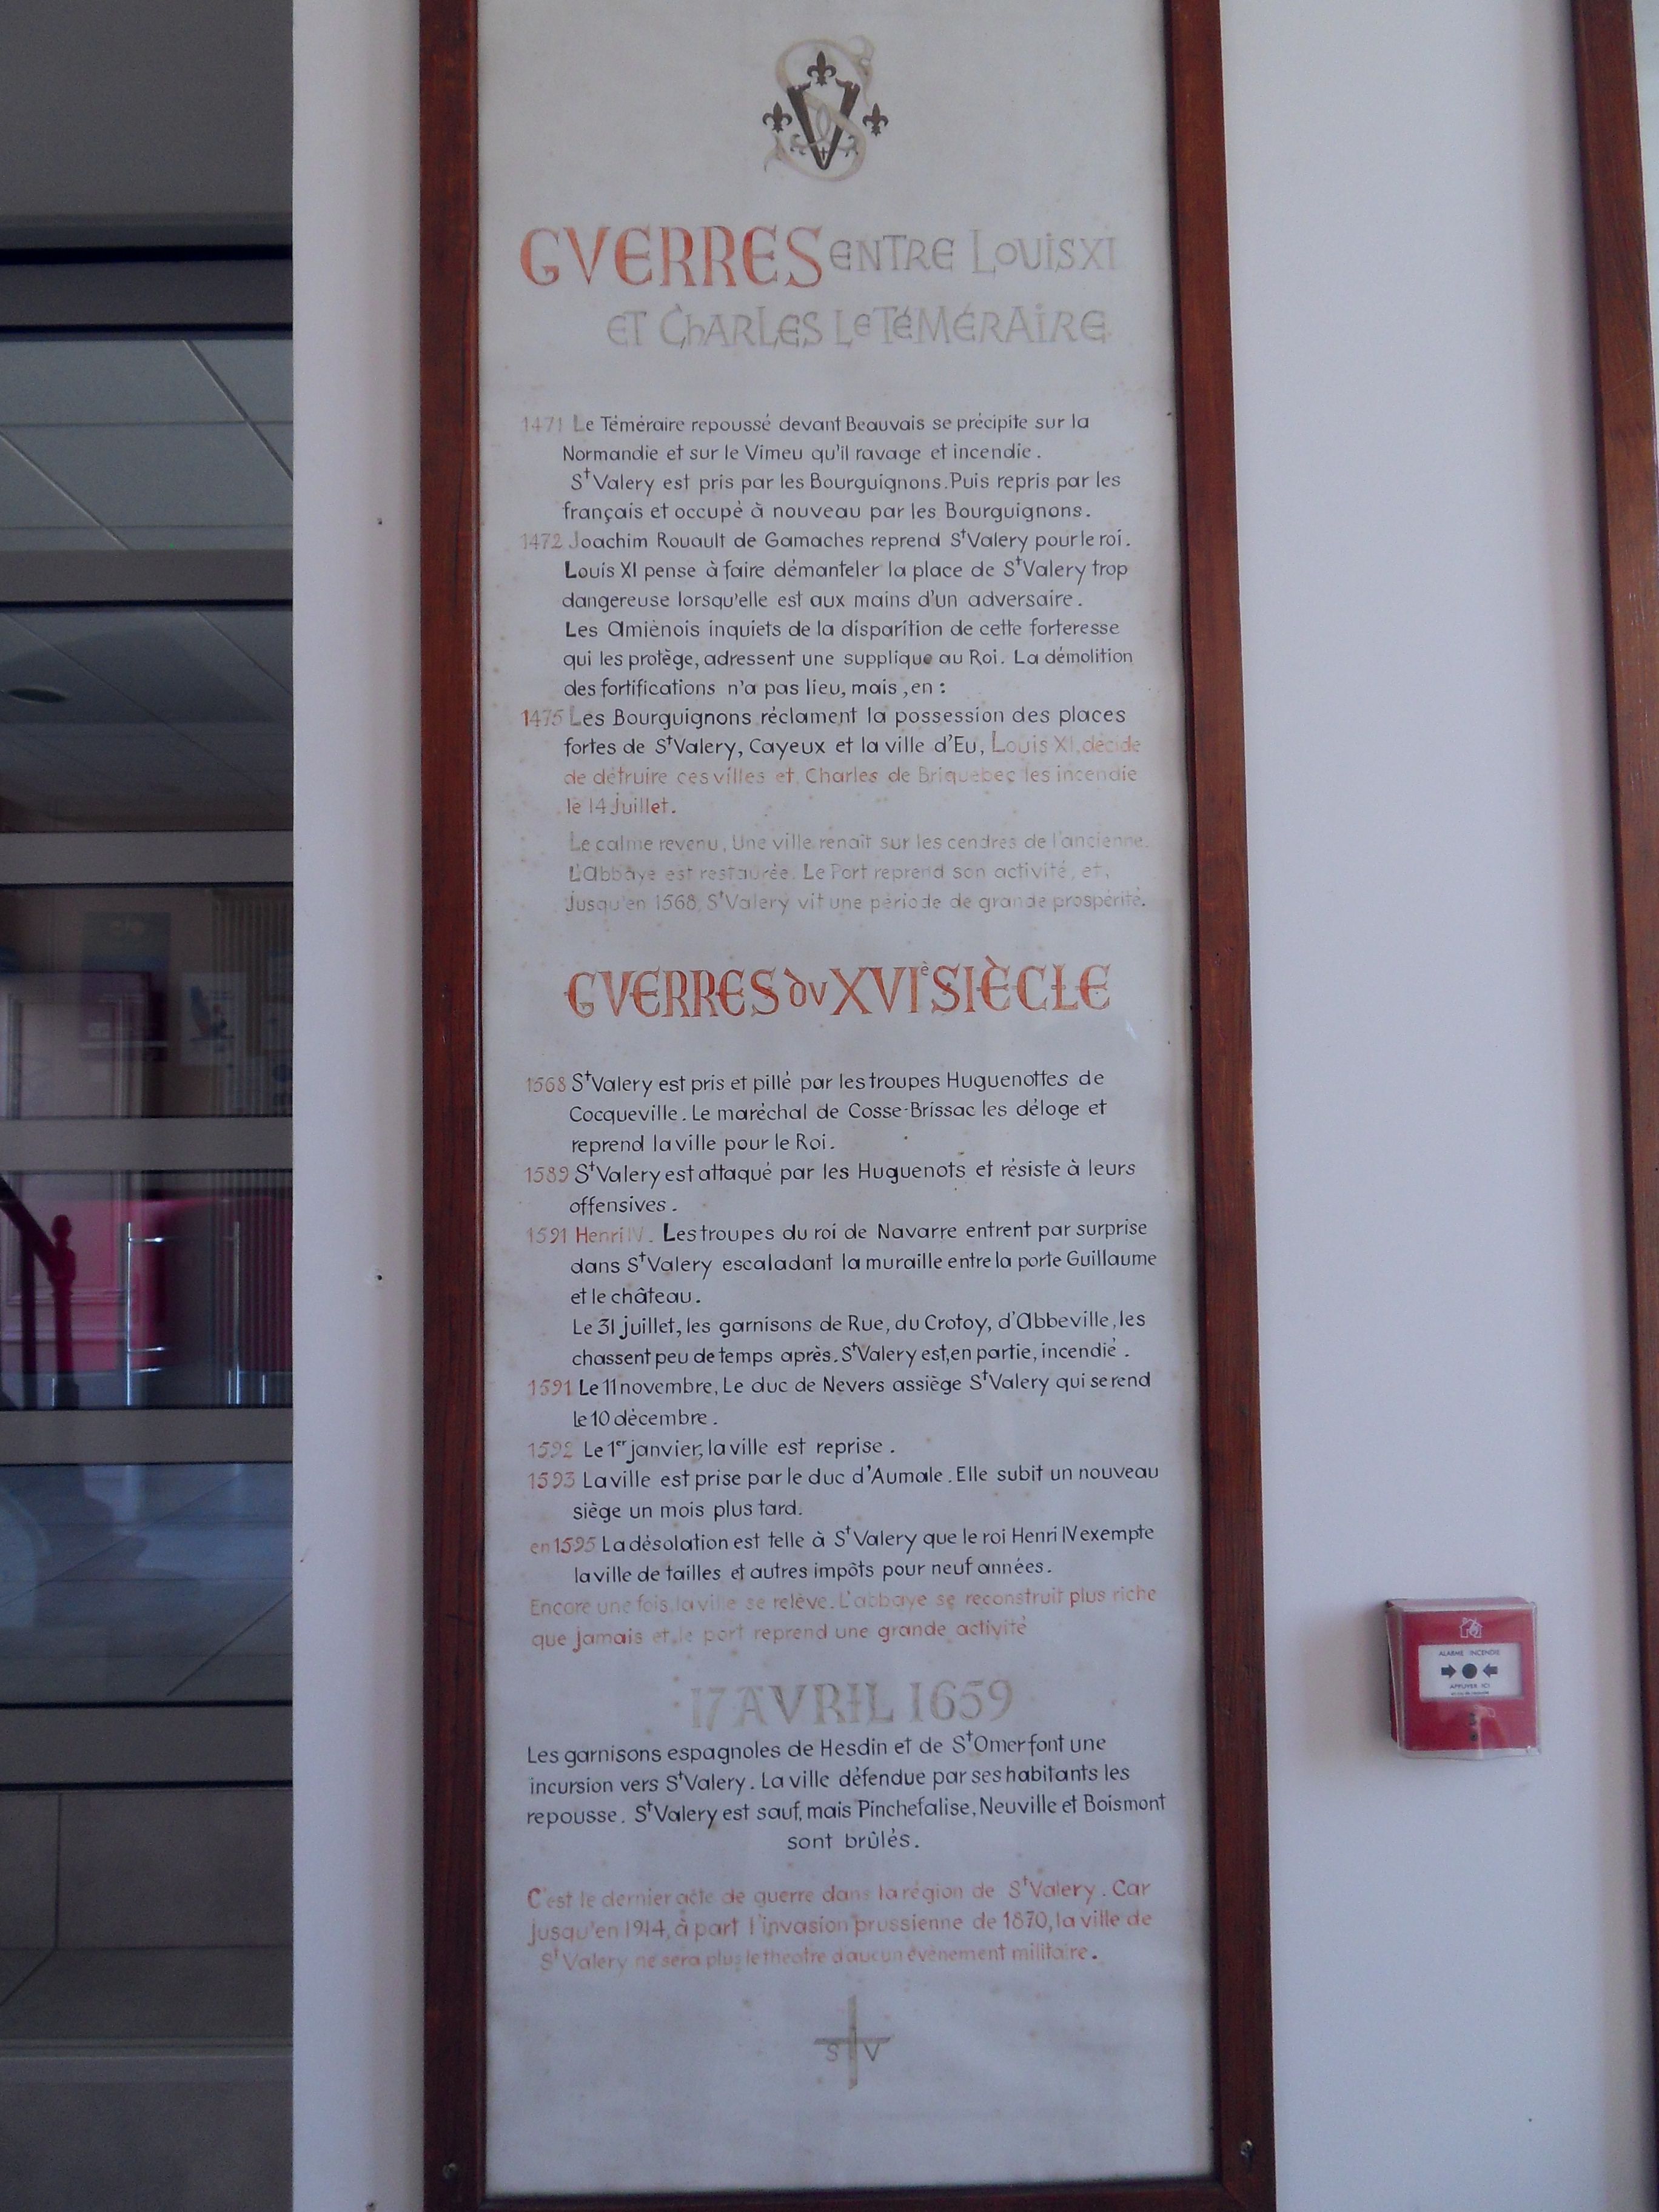 GVERRES ENTRE LOUIS XI
ET CHARLES LE TÉMÉRAIRE
1471 Le Téméraire repoussé devant Beauvais se précipite sur la
Normandie et sur le Vimeu qu'il ravage et incendie.
St Valery est pris par les Bourguignons. Puis repris par les
français et occupé à nouveau par les Bourguignons.
1472 Joachim Rouault de Gamaches reprend St Valery pour le roi.
Louis XI pense à faire démanteler la place de St Valery trop
dangereuse lorsqu'elle est aux mains d'un adversaire.
Les Amiénois inquiets de la disparition de cette forteresse
qui les protège, adressent une supplique au Roi. La démolition
des fortifications n'a pas lieu, mais, en :
1475 Les Bourguignons réclament la possession des places
fortes de St Valery, Cayeux et la ville d'Eu, Louis XI, décide
de détruire ces villes et, Charles de Briquebec les incendie
le 14 juillet.
Le calme revenu, Une ville renaît sur les cendres de l'ancienne.
L'Abbaye est restaurée. Le Port reprend son activité, et,
Jusqu'en 1568, St Valery vit une période de grande prospérité.
GVERRES DV XVIè SIÈCLE
1568 St Valery est pris et pillé par les troupes Huguenottes de
Cocqueville. Le maréchal de Cosse-Brissac les déloge et
reprend la ville pour le Roi.
1589 St Valery est attaqué par les Huguenots et résiste à leurs
offensives.
1591 Henri IV. Les troupes du roi de Navarre entrent par surprise
dans St Valery escaladant la muraille entre la porte Guillaume
et le château.
Le 31 juillet, les garnisons de Rue, du Crotoy, d'Abbeville, les
chassent peu de temps après. St Valery est, en partie, incendié.
1591 Le 11 novembre, Le duc de Nevers assiège St Valery qui se rend
le 10 décembre.
1592 Le 1er janvier, la ville est reprise.
1593 La ville est prise par le duc d'Aumale. Elle subit un nouveau
siège un mois plus tard.
en 1595 La désolation est telle à St Valery que le roi Henri IV exempte
la ville de tailles et autres impôts pour neuf années.
Encore une fois, la ville se relève. L'abbaye se reconstruit plus riche
que jamais et le port reprend une grande activité
17 AVRIL 1659
Les garnisons espagnoles de Hesdin et de St Omer font une
incursion vers St Valery. La ville défendue par ses habitants les
repousse. St Valery est sauf, mais Pinchefalise, Neuville et Boismont
sont brûlés.
C'est le dernier acte de guerre dans la région de St Valery. Car
jusqu'en 1914, à part l'invasion prussienne de 1870, la ville de
St Valery ne sera plus le théâtre d'aucun évènement militaire.
S V
ALARME INCENDIE
APPUYER ICI